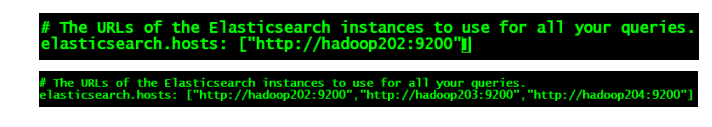 # The URLs of the Elasticsearch instances to use for all your queries.
elasticsearch.hosts: ["http://hadoop202:9200"]
# The URLs of the Elasticsearch instances to use for all your queries.
elasticsearch.hosts: ["http://hadoop202:9200","http://hadoop203:9200","http://hadoop204:9200"]